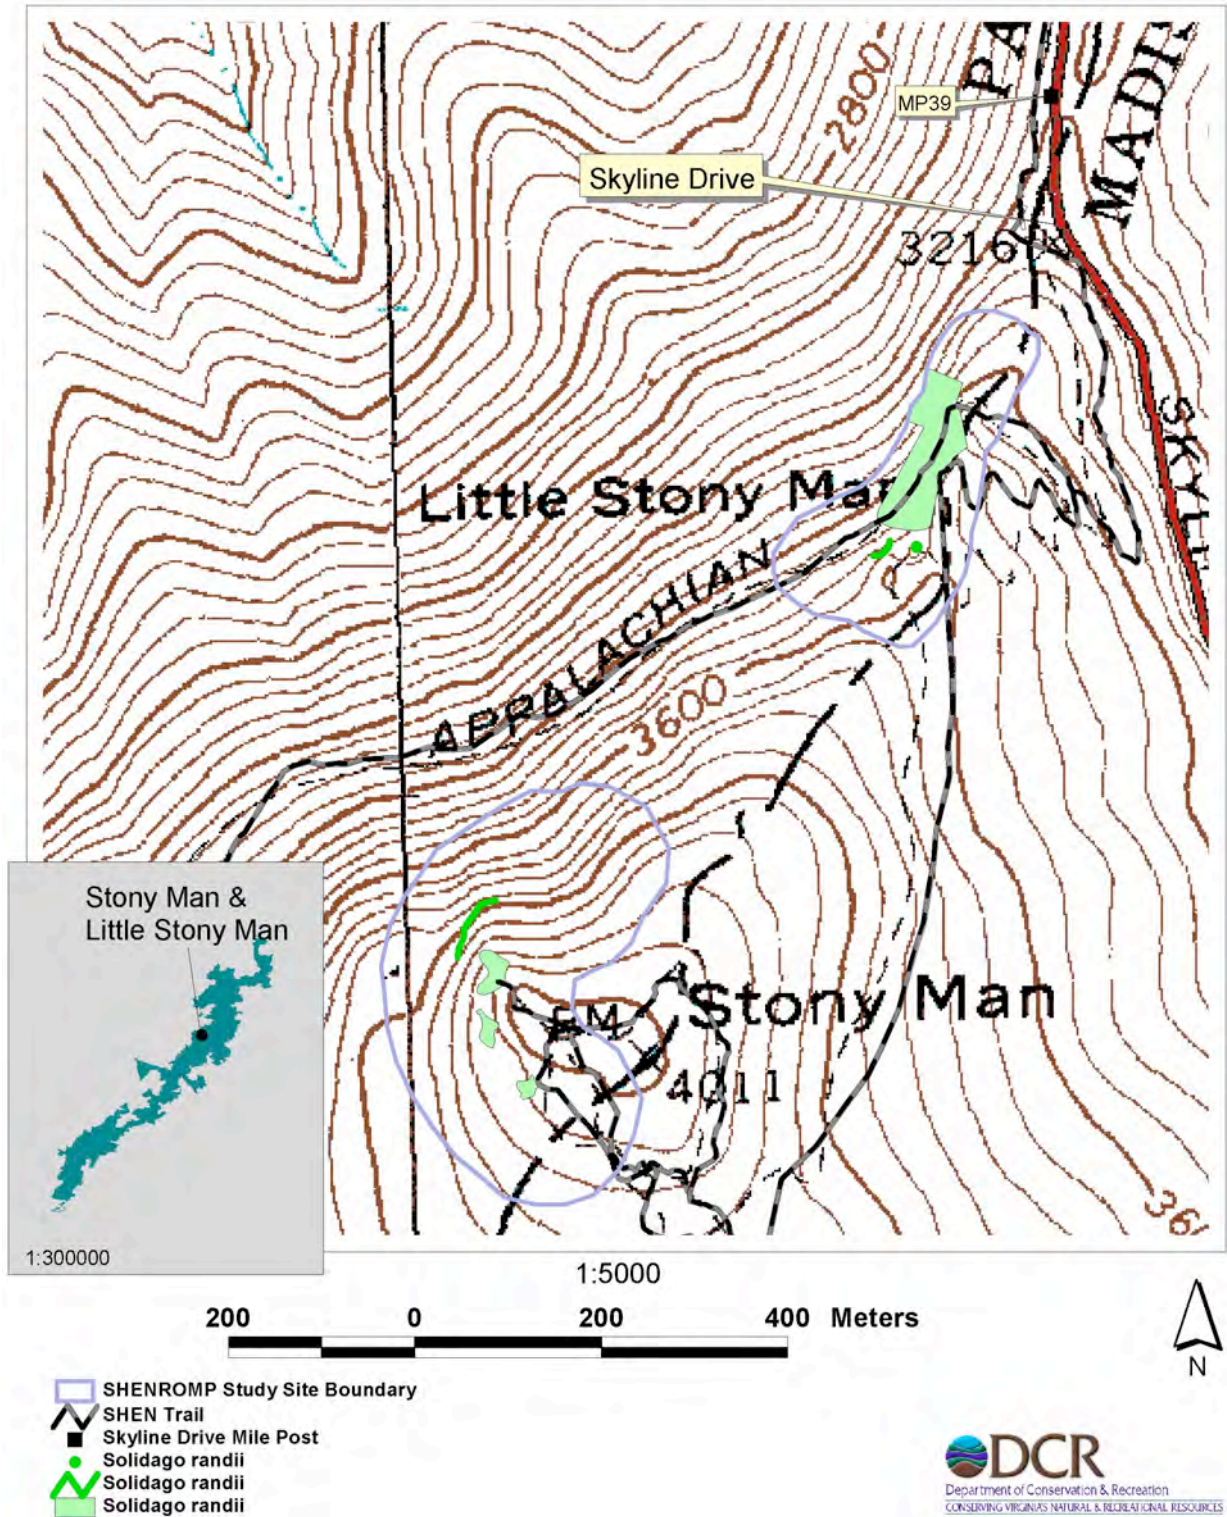 PA
MADI
MP39
2800
Skyline Drive
3216
SKYL
Little Stony Man
APPALACHIAN
3600
Stony Man &
Little Stony Man
Stony Man
4011
36
1:300000
1:5000
200 0 200 400 Meters
N
SHENROMP Study Site Boundary
SHEN Trail
Skyline Drive Mile Post
Solidago randii
Solidago randii
Solidago randii
DCR
Department of Conservation & Recreation
CONSERVING VIRGINIA'S NATURAL & RECREATIONAL RESOURCES